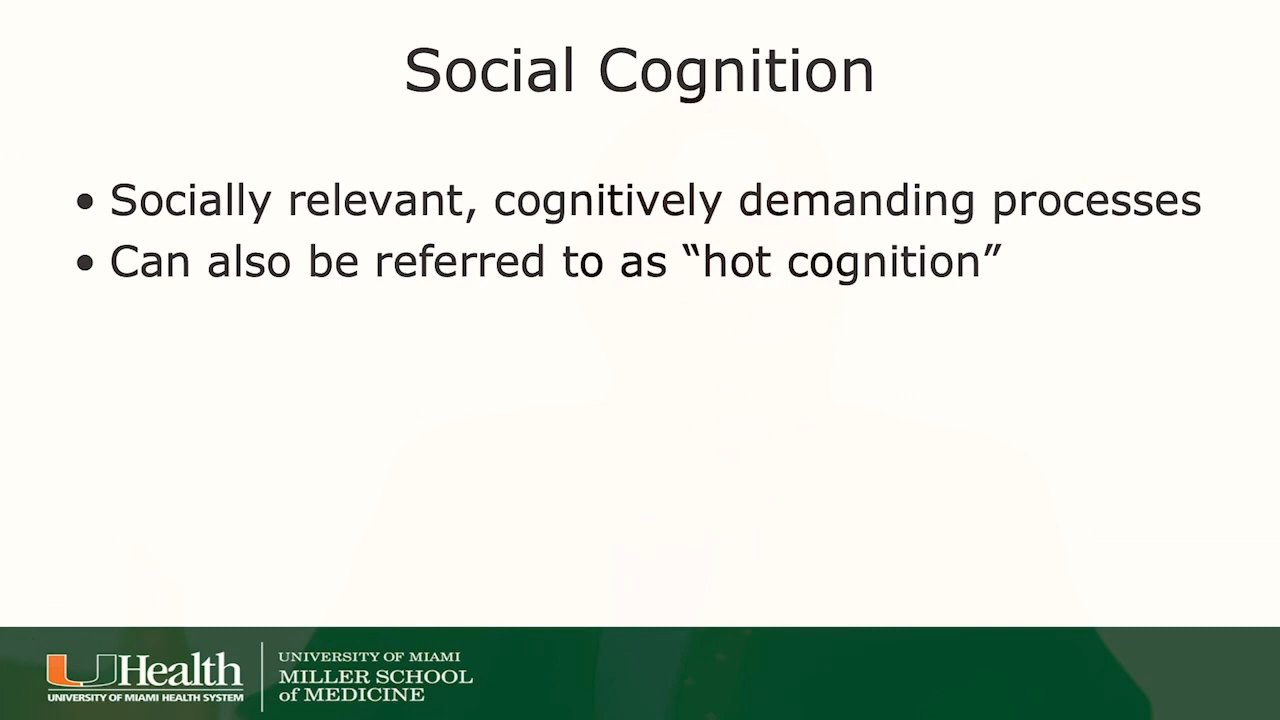 Social Cognition
• Socially relevant, cognitively demanding processes
• Can also be referred to as “hot cognition”
UHealth
UNIVERSITY OF MIAMI HEALTH SYSTEM
UNIVERSITY OF MIAMI
MILLER SCHOOL
of MEDICINE